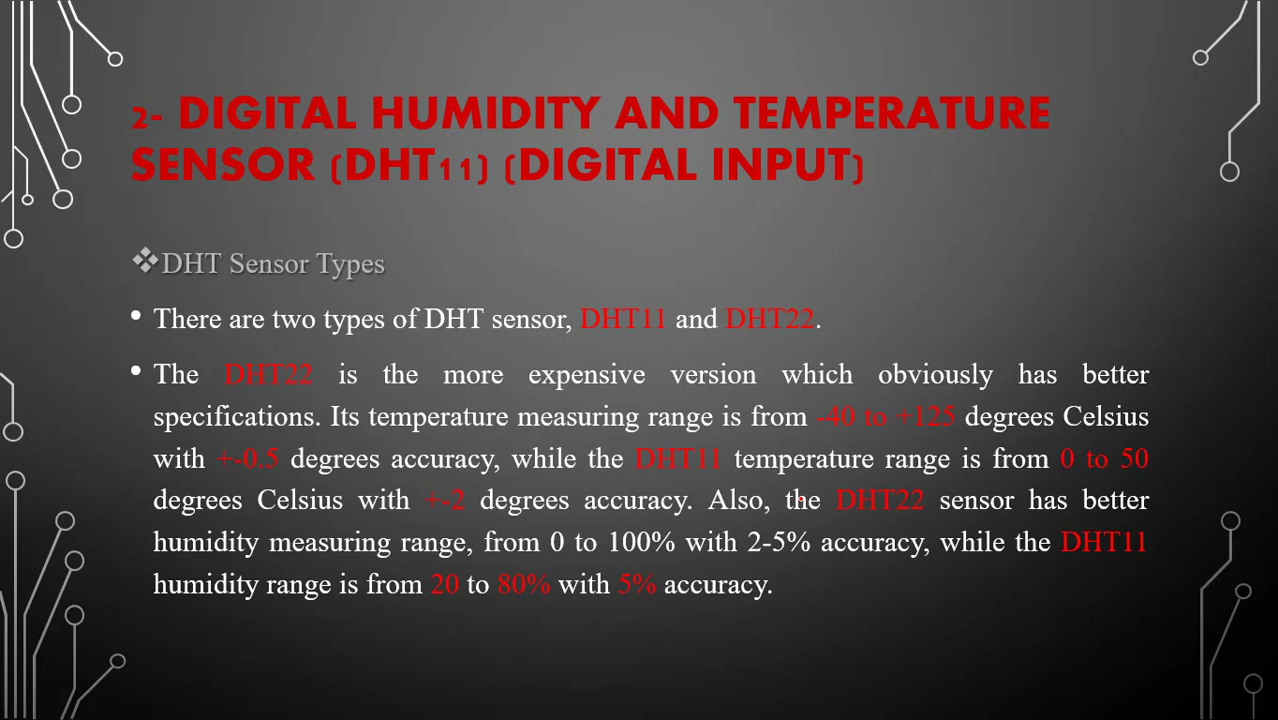 2- DIGITAL HUMIDITY AND TEMPERATURE
SENSOR (DHT11) (DIGITAL INPUT)
❖DHT Sensor Types
• There are two types of DHT sensor, DHT11 and DHT22.
• The DHT22 is the more expensive version which obviously has better
specifications. Its temperature measuring range is from -40 to +125 degrees Celsius
with +-0.5 degrees accuracy, while the DHT11 temperature range is from 0 to 50
degrees Celsius with +-2 degrees accuracy. Also, the DHT22 sensor has better
humidity measuring range, from 0 to 100% with 2-5% accuracy, while the DHT11
humidity range is from 20 to 80% with 5% accuracy.